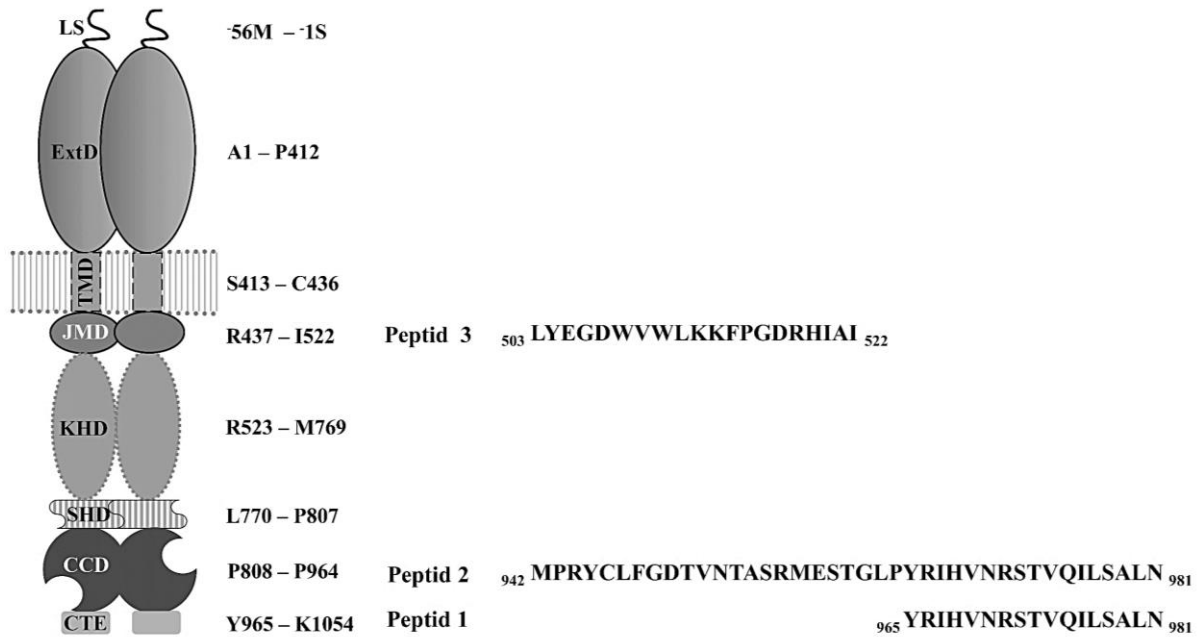 LS -56M – -1S
ExtD A1 – P412
TMD S413 – C436
JMD R437 – I522 Peptid 3 503 LYEGDWVWLKKFPGDRHIAI 522
KHD R523 – M769
SHD L770 – P807
CCD P808 – P964 Peptid 2 942 MPRYCLFGDTVNTASRMESTGLPYRIHVNRSTVQILSALN 981
CTE Y965 – K1054 Peptid 1 965 YRIHVNRSTVQILSALN 981